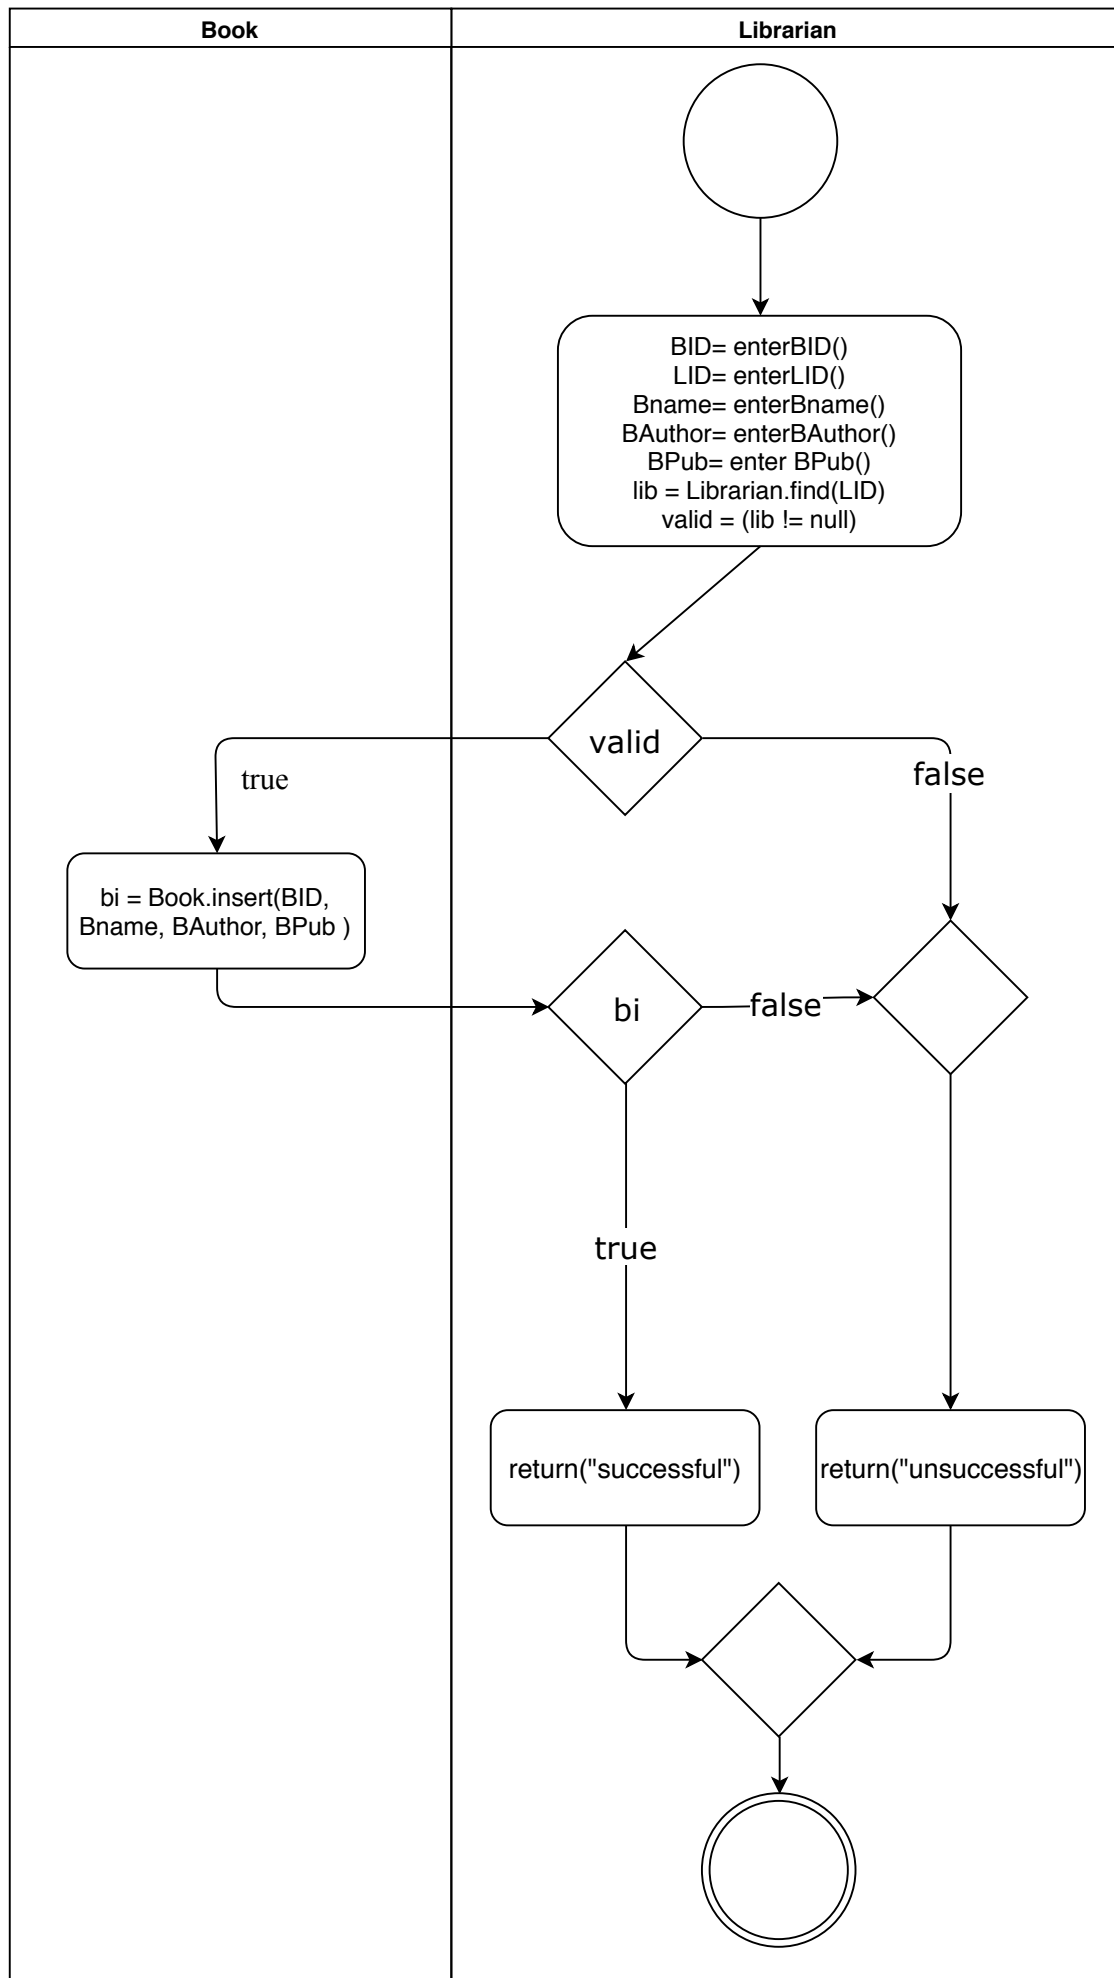 Book
Librarian
BID= enterBID()
LID= enterLID()
Bname= enterBname()
BAuthor= enterBAuthor()
BPub= enter BPub()
lib = Librarian.find(LID)
valid = (lib != null)
valid
true
false
bi = Book.insert(BID,
Bname, BAuthor, BPub )
bi
false
true
return("successful")
return("unsuccessful")